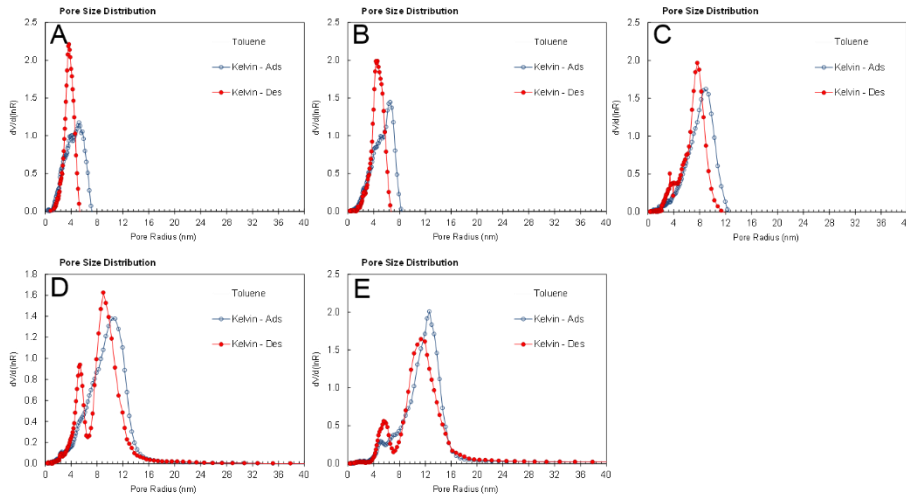 Pore Size Distribution
A
Toluene
Kelvin - Ads
Kelvin - Des
dV/d(lnR)
2.5
2.0
1.5
1.0
0.5
0.0
0 4 8 12 16 20 24 28 32 36 40
Pore Radius (nm)
Pore Size Distribution
B
Toluene
Kelvin - Ads
Kelvin - Des
dV/d(lnR)
2.5
2.0
1.5
1.0
0.5
0.0
0 4 8 12 16 20 24 28 32 36 40
Pore Radius (nm)
Pore Size Distribution
C
Toluene
Kelvin - Ads
Kelvin - Des
dV/d(lnR)
2.5
2.0
1.5
1.0
0.5
0.0
0 4 8 12 16 20 24 28 32 36 40
Pore Radius (nm)
Pore Size Distribution
D
Toluene
Kelvin - Ads
Kelvin - Des
dV/d(lnR)
1.8
1.6
1.4
1.2
1.0
0.8
0.6
0.4
0.2
0.0
0 4 8 12 16 20 24 28 32 36 40
Pore Radius (nm)
Pore Size Distribution
E
Toluene
Kelvin - Ads
Kelvin - Des
dV/d(lnR)
2.5
2.0
1.5
1.0
0.5
0.0
0 4 8 12 16 20 24 28 32 36 40
Pore Radius (nm)